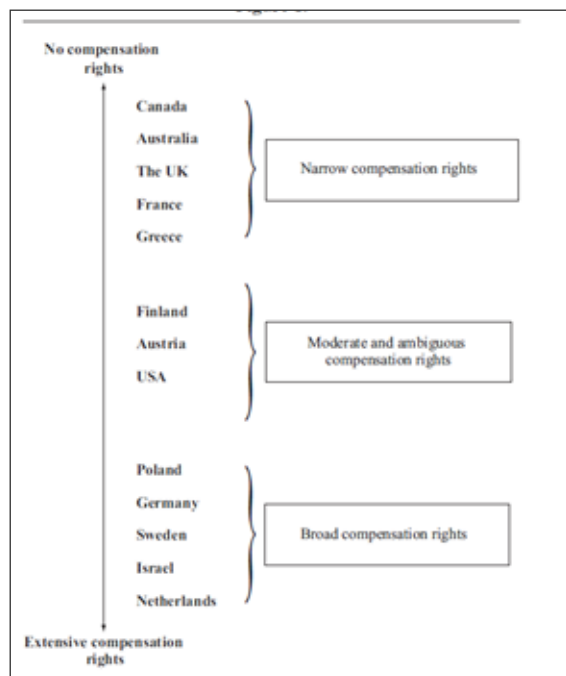 No compensation
rights
Canada
Australia
The UK
France
Greece
Narrow compensation rights
Finland
Austria
USA
Moderate and ambiguous
compensation rights
Poland
Germany
Sweden
Israel
Netherlands
Broad compensation rights
Extensive compensation
rights